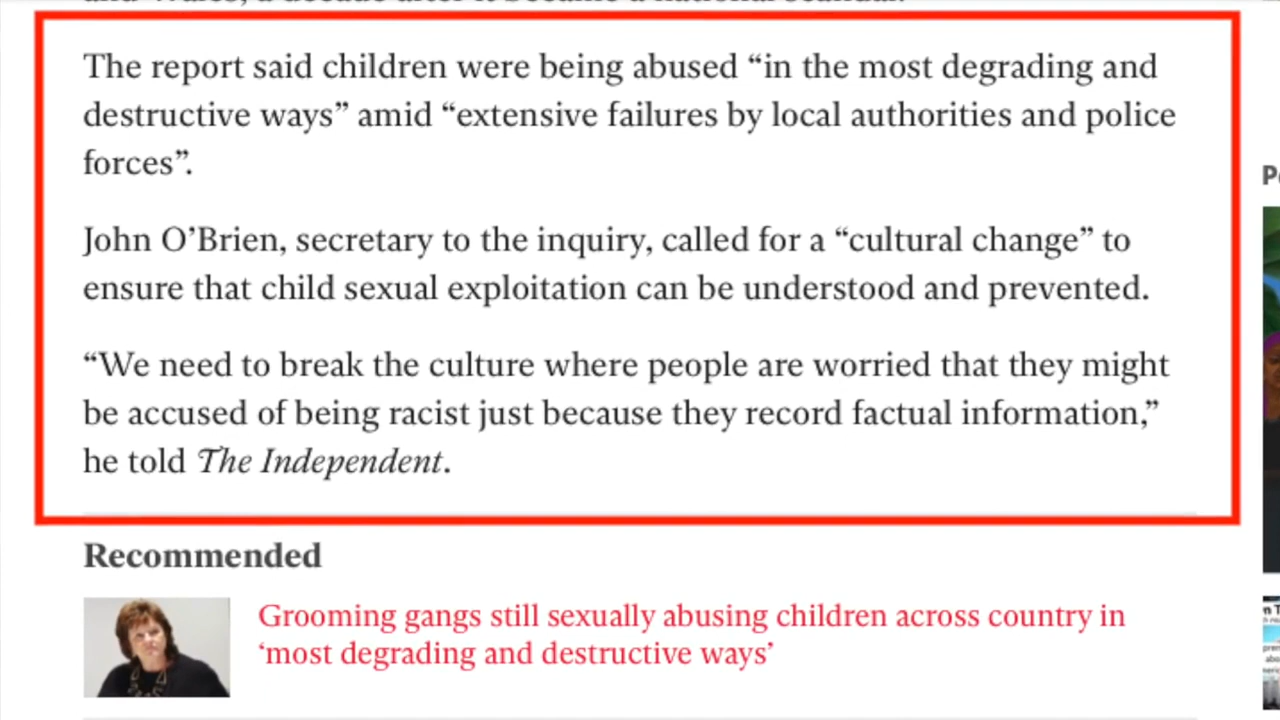 The report said children were being abused “in the most degrading and
destructive ways” amid “extensive failures by local authorities and police
forces”.
John O’Brien, secretary to the inquiry, called for a “cultural change” to
ensure that child sexual exploitation can be understood and prevented.
“We need to break the culture where people are worried that they might
be accused of being racist just because they record factual information,”
he told The Independent.
Recommended
Grooming gangs still sexually abusing children across country in
‘most degrading and destructive ways’